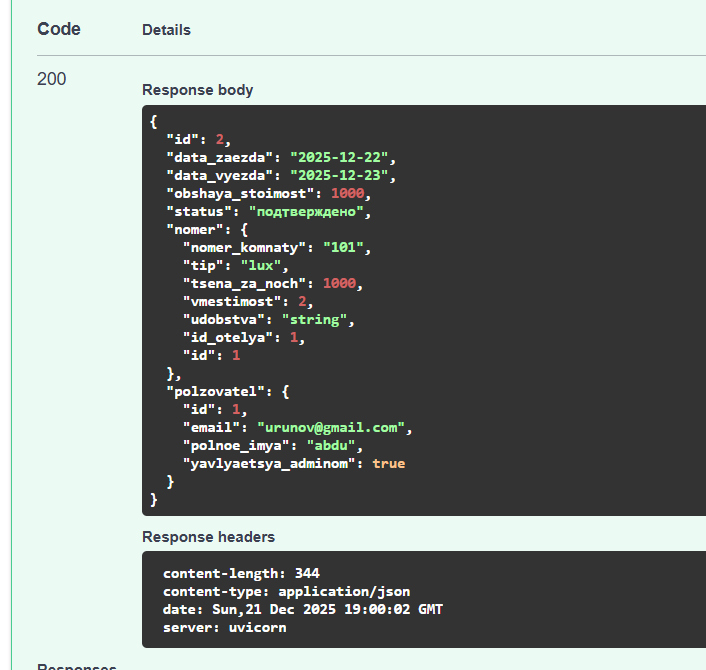 Code Details
200
Response body
{
  "id": 2,
  "data_zaezda": "2025-12-22",
  "data_vyezda": "2025-12-23",
  "obshaya_stoimost": 1000,
  "status": "подтверждено",
  "nomer": {
    "nomer_komnaty": "101",
    "tip": "lux",
    "tsena_za_noch": 1000,
    "vmestimost": 2,
    "udobstva": "string",
    "id_otelya": 1,
    "id": 1
  },
  "polzovatel": {
    "id": 1,
    "email": "urunov@gmail.com",
    "polnoe_imya": "abdu",
    "yavlyaetsya_adminom": true
  }
}
Response headers
content-length: 344
content-type: application/json
date: Sun,21 Dec 2025 19:00:02 GMT
server: uvicorn
Responses